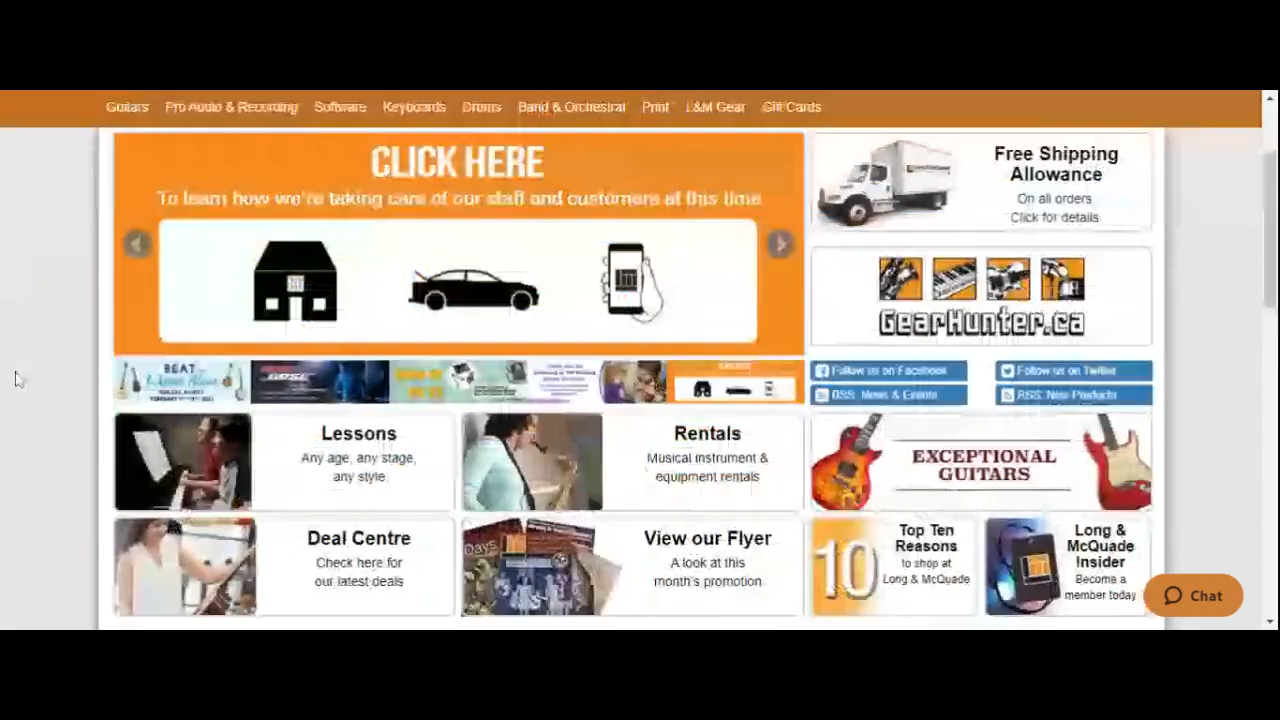 Guitars Pro Audio & Recording Software Keyboards Drums Band & Orchestral Print L&M Gear Gift Cards
CLICK HERE
To learn how we're taking care of our staff and customers at this time
Free Shipping
Allowance
On all orders
Click for details
GearHunter.ca
BEAT
BOSE
Follow us on Facebook
Follow us on Twitter
RSS: News & Events
RSS: New Products
Lessons
Any age, any stage,
any style
Rentals
Musical instrument &
equipment rentals
EXCEPTIONAL
GUITARS
Deal Centre
Check here for
our latest deals
Days
View our Flyer
A look at this
month's promotion
10
Top Ten
Reasons
to shop at
Long & McQuade
Long &
McQuade
Insider
Become a
member today
Chat